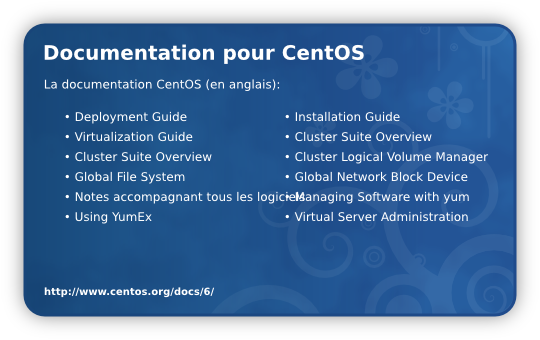 Documentation pour CentOS
La documentation CentOS (en anglais):
• Deployment Guide
• Virtualization Guide
• Cluster Suite Overview
• Global File System
• Notes accompagnant tous les logiciels
• Using YumEx
• Installation Guide
• Cluster Suite Overview
• Cluster Logical Volume Manager
• Global Network Block Device
• Managing Software with yum
• Virtual Server Administration
http://www.centos.org/docs/6/